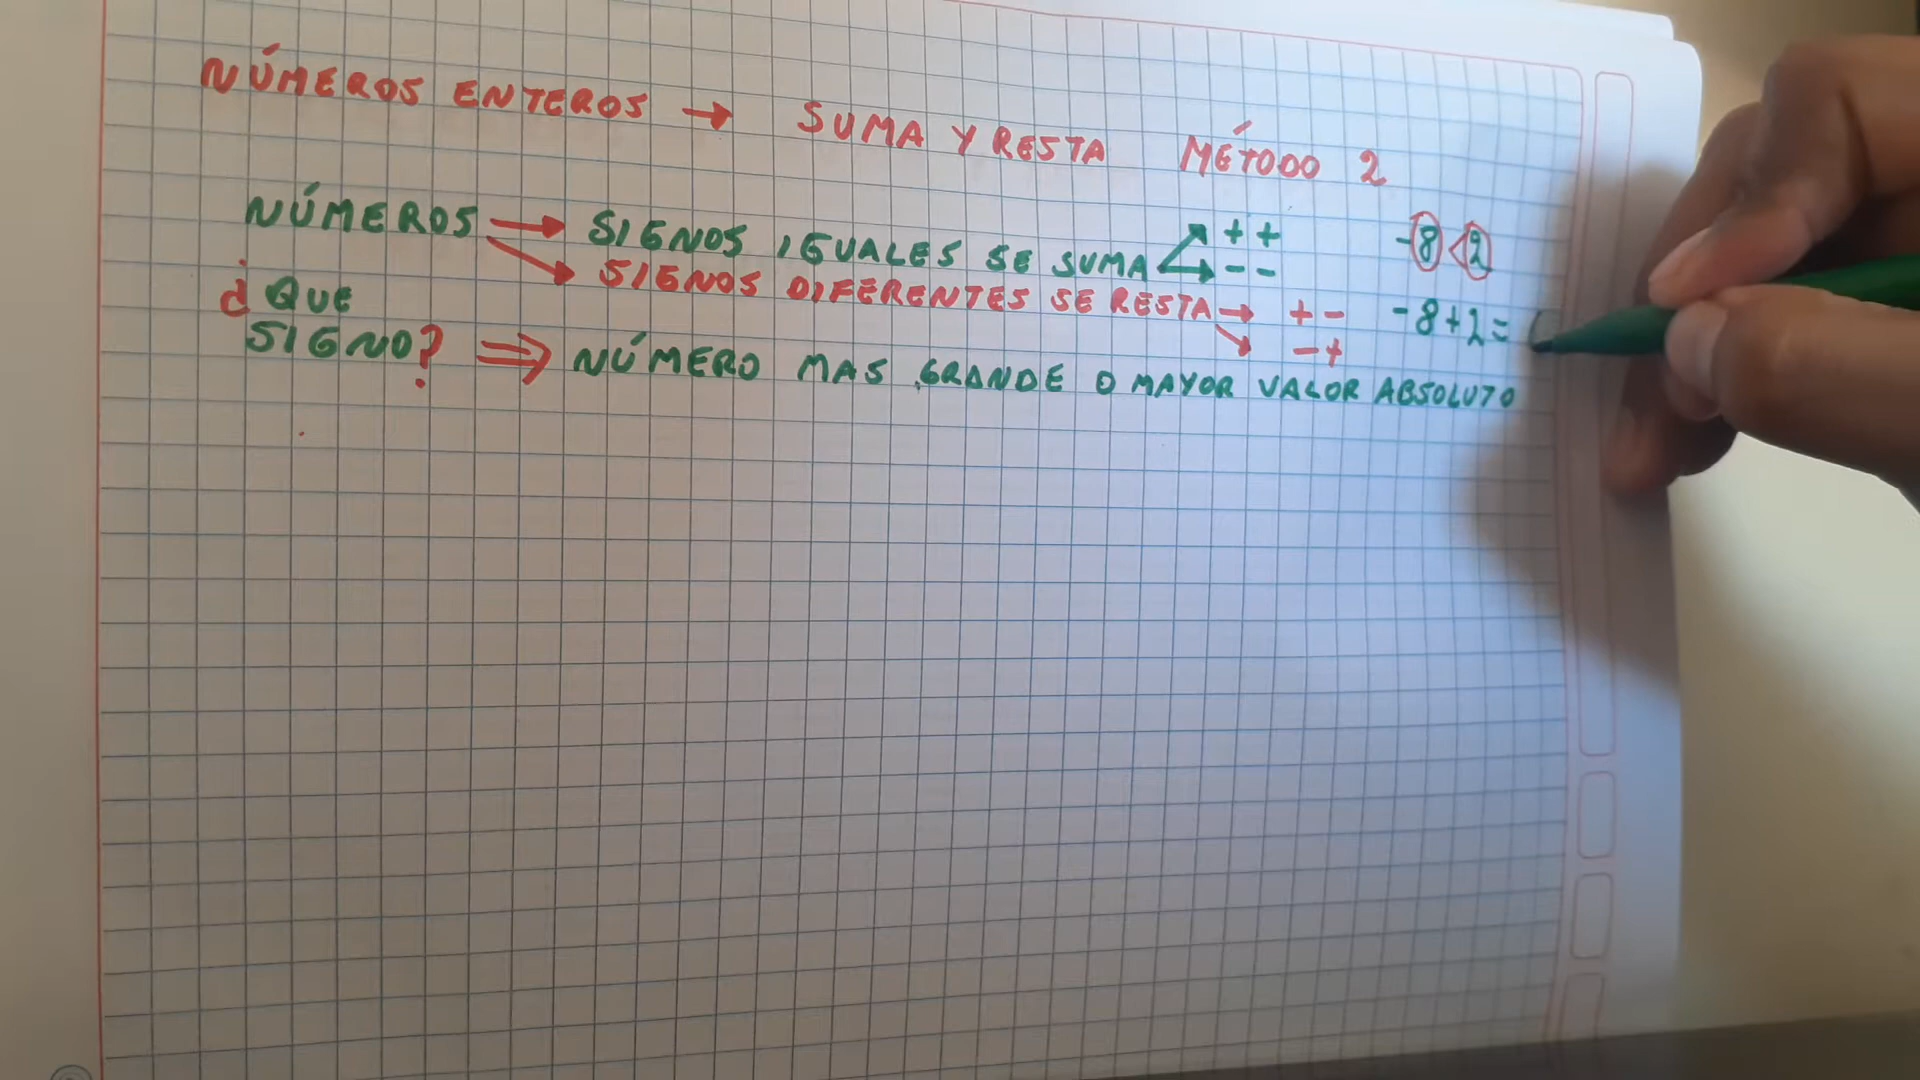 NÚMEROS ENTEROS → SUMA Y RESTA MÉTODO 2
NÚMEROS → SIGNOS IGUALES SE SUMA ++
--
→ SIGNOS DIFERENTES SE RESTA → +-
-+
-8 < 2
-8+2=
¿QUE
SIGNO? ⇒ NÚMERO MAS GRANDE O MAYOR VALOR ABSOLUTO